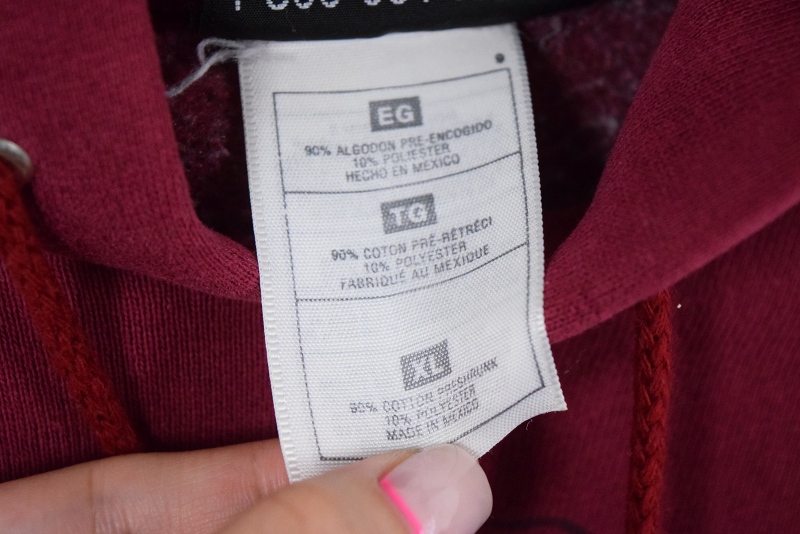 EG
90% ALGODON PRE-ENCOGIDO
10% POLIESTER
HECHO EN MEXICO
TG
90% COTON PRÉ-RÉTRÉCI
10% POLYESTER
FABRIQUÉ AU MEXIQUE
XL
90% COTTON PRESHRUNK
10% POLYESTER
MADE IN MEXICO